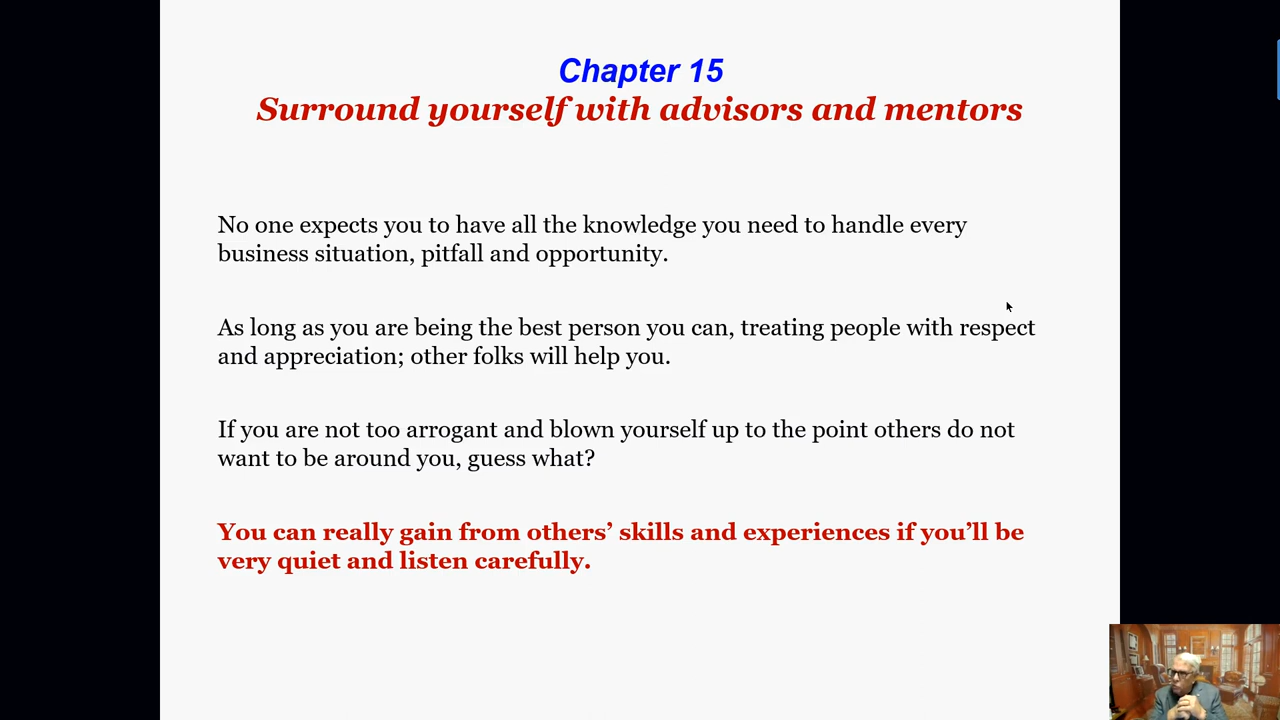 Chapter 15
Surround yourself with advisors and mentors
No one expects you to have all the knowledge you need to handle every
business situation, pitfall and opportunity.
As long as you are being the best person you can, treating people with respect
and appreciation; other folks will help you.
If you are not too arrogant and blown yourself up to the point others do not
want to be around you, guess what?
You can really gain from others’ skills and experiences if you’ll be
very quiet and listen carefully.